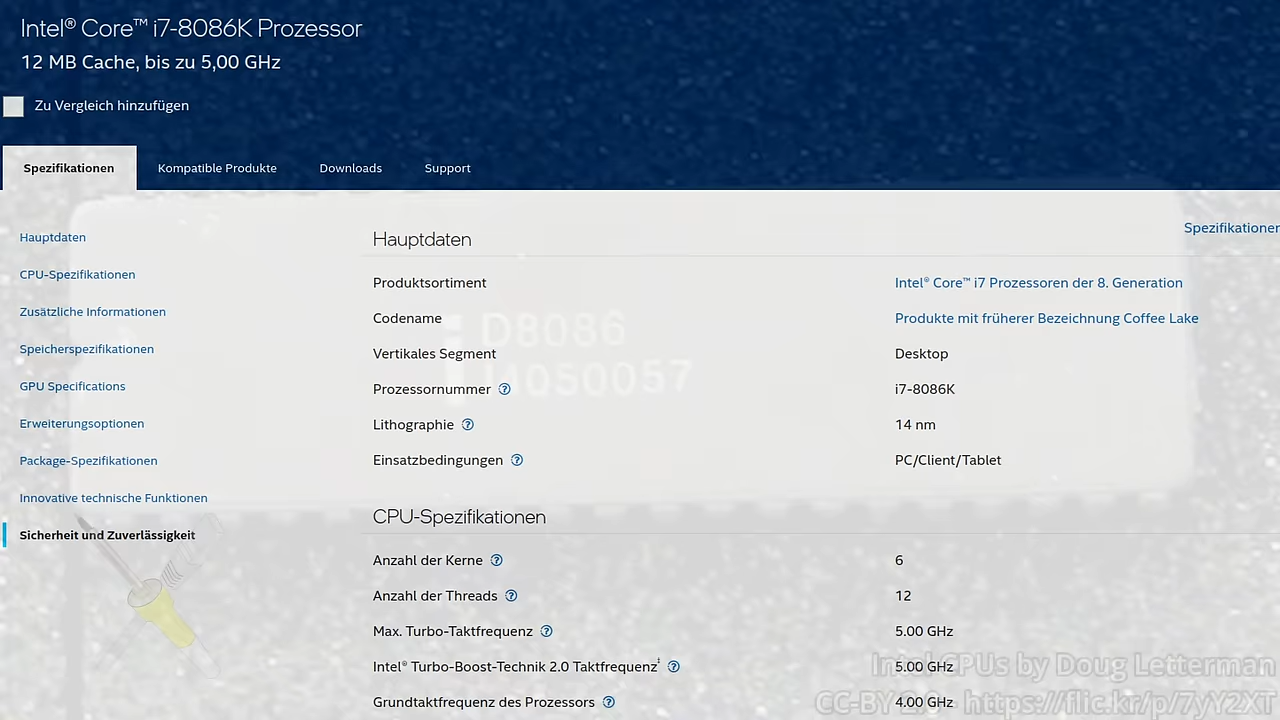 Intel® Core™ i7-8086K Prozessor
12 MB Cache, bis zu 5,00 GHz
Zu Vergleich hinzufügen
Spezifikationen Kompatible Produkte Downloads Support
Hauptdaten
CPU-Spezifikationen
Zusätzliche Informationen
Speicherspezifikationen
GPU Specifications
Erweiterungsoptionen
Package-Spezifikationen
Innovative technische Funktionen
Sicherheit und Zuverlässigkeit
Spezifikationen
Hauptdaten
Produktsortiment Intel® Core™ i7 Prozessoren der 8. Generation
Codename Produkte mit früherer Bezeichnung Coffee Lake
Vertikales Segment Desktop
Prozessornummer i7-8086K
Lithographie 14 nm
Einsatzbedingungen PC/Client/Tablet
CPU-Spezifikationen
Anzahl der Kerne 6
Anzahl der Threads 12
Max. Turbo-Taktfrequenz 5.00 GHz
Intel® Turbo-Boost-Technik 2.0 Taktfrequenz‡ 5.00 GHz
Grundtaktfrequenz des Prozessors 4.00 GHz
D8086
Intel CPUs by Doug Letterman
CC-BY 2.0 - https://flic.kr/p/7yY2XT